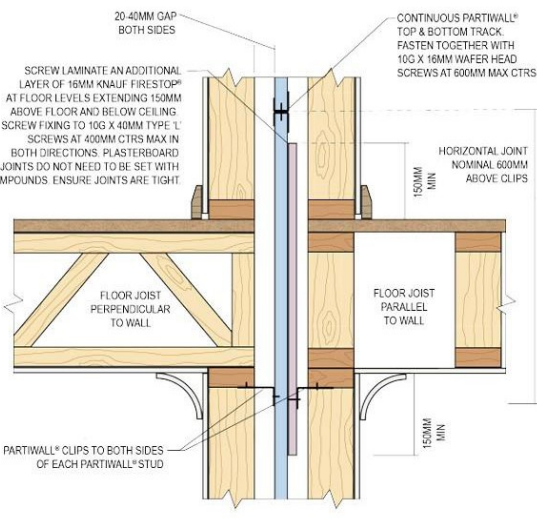 20-40MM GAP
BOTH SIDES
CONTINUOUS PARTIWALL®
TOP & BOTTOM TRACK.
FASTEN TOGETHER WITH
10G X 16MM WAFER HEAD
SCREWS AT 600MM MAX CTRS
SCREW LAMINATE AN ADDITIONAL
LAYER OF 16MM KNAUF FIRESTOP®
AT FLOOR LEVELS EXTENDING 150MM
ABOVE FLOOR AND BELOW CEILING.
SCREW FIXING TO 10G X 40MM TYPE 'L'
SCREWS AT 400MM CTRS MAX IN
BOTH DIRECTIONS. PLASTERBOARD
JOINTS DO NOT NEED TO BE SET WITH
MPOUNDS. ENSURE JOINTS ARE TIGHT.
HORIZONTAL JOINT
NOMINAL 600MM
ABOVE CLIPS
150MM
MIN
FLOOR JOIST
PERPENDICULAR
TO WALL
FLOOR JOIST
PARALLEL
TO WALL
150MM
MIN
PARTIWALL® CLIPS TO BOTH SIDES
OF EACH PARTIWALL® STUD